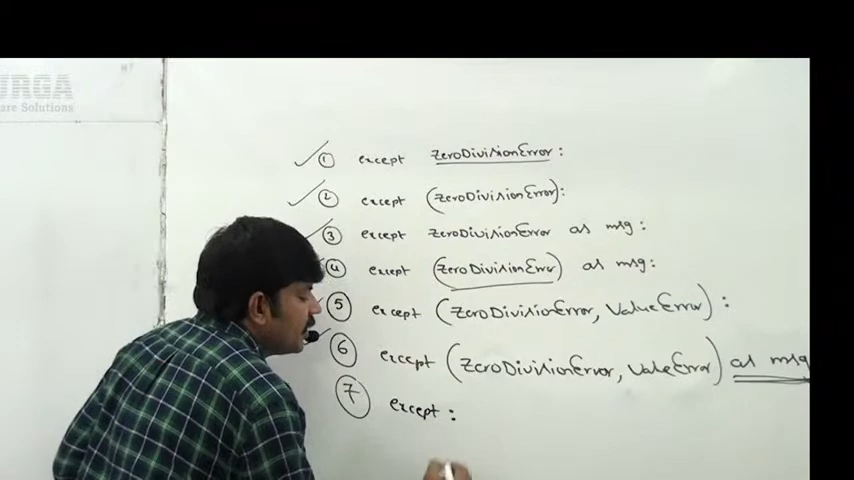 URGA
are Solutions
① except ZeroDivisionError:
② except (ZeroDivisionError):
③ except ZeroDivisionError as msg:
④ except (ZeroDivisionError) as msg:
⑤ except (ZeroDivisionError, ValueError):
⑥ except (ZeroDivisionError, ValueError) as msg
⑦ except: